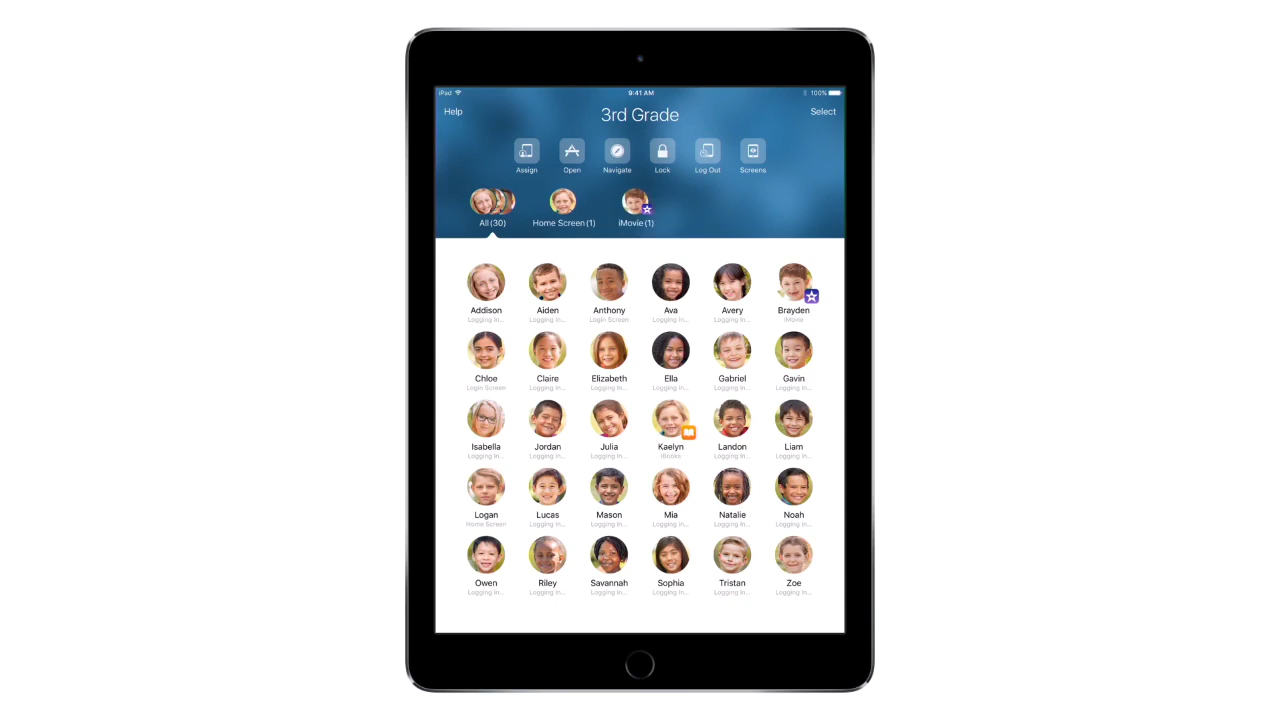 iPad 9:41 AM 100%
Help 3rd Grade Select
Assign Open Navigate Lock Log Out Screens
All (30) Home Screen (1) iMovie (1)
Addison Aiden Anthony Ava Avery Brayden
Logging In... Logging In... Login Screen Logging In... Logging In... iMovie
Chloe Claire Elizabeth Ella Gabriel Gavin
Login Screen Logging In... Logging In... Logging In... Logging In... Logging In...
Isabella Jordan Julia Kaelyn Landon Liam
Logging In... Logging In... Logging In... iBooks Logging In... Logging In...
Logan Lucas Mason Mia Natalie Noah
Home Screen Logging In... Logging In... Logging In... Logging In... Logging In...
Owen Riley Savannah Sophia Tristan Zoe
Logging In... Logging In... Logging In... Logging In... Logging In... Logging In...